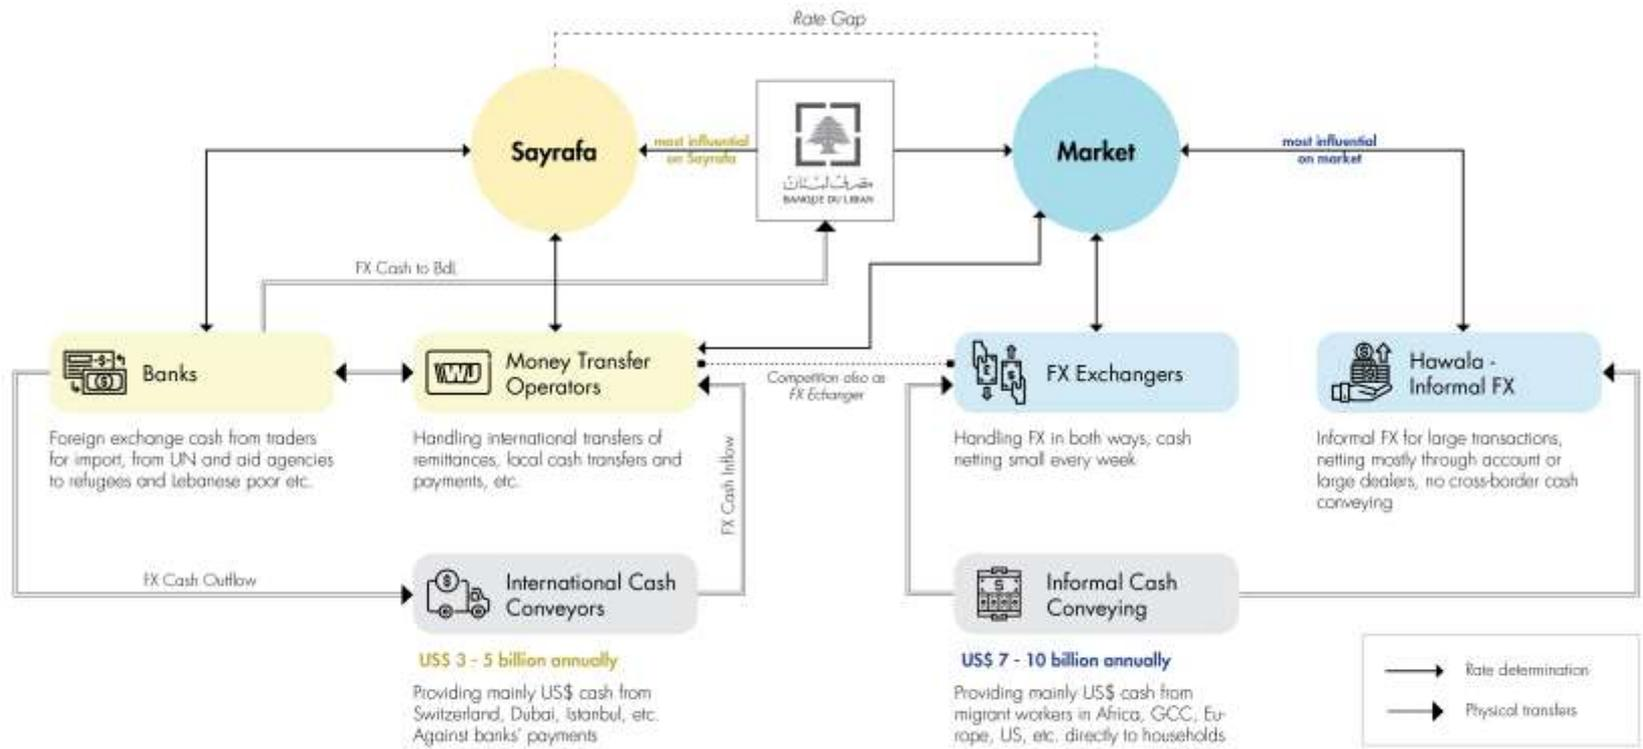 Rate Gap
Sayrafa
most influential
on Sayrafa
مصرف لبنان
BANQUE DU LIBAN
Market
most influential
on market
FX Cash to BdL
Banks
Foreign exchange cash from traders
for import, from UN and aid agencies
to refugees and Lebanese poor etc.
WU
Money Transfer
Operators
Handling international transfers of
remittances, local cash transfers and
payments, etc.
Competition also as
FX Echanger
FX Exchangers
Handling FX in both ways, cash
netting small every week
Hawala -
Informal FX
Informal FX for large transactions,
netting mostly through account or
large dealers, no cross-border cash
conveying
FX Cash Inflow
FX Cash Outflow
International Cash
Conveyors
US$ 3 - 5 billion annually
Providing mainly US$ cash from
Switzerland, Dubai, Istanbul, etc.
Against banks' payments
Informal Cash
Conveying
US$ 7 - 10 billion annually
Providing mainly US$ cash from
migrant workers in Africa, GCC, Eu-
rope, US, etc. directly to households
Rate determination
Physical transfers